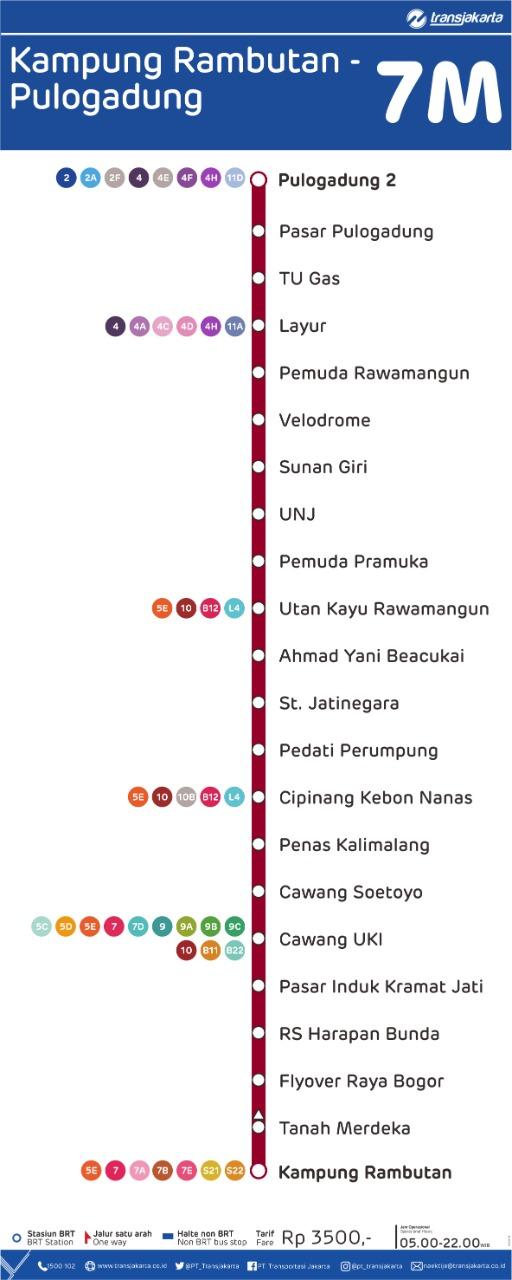 transjakarta
Kampung Rambutan -
Pulogadung
7M
2 2A 2F 4 4E 4F 4H 11D
Pulogadung 2
Pasar Pulogadung
TU Gas
4 4A 4C 4D 4H 11A
Layur
Pemuda Rawamangun
Velodrome
Sunan Giri
UNJ
Pemuda Pramuka
5E 10 B12 L4
Utan Kayu Rawamangun
Ahmad Yani Beacukai
St. Jatinegara
Pedati Perumpung
5E 10 10B B12 L4
Cipinang Kebon Nanas
Penas Kalimalang
Cawang Soetoyo
5C 5D 5E 7 7D 9 9A 9B 9C
10 B11 B22
Cawang UKI
Pasar Induk Kramat Jati
RS Harapan Bunda
Flyover Raya Bogor
Tanah Merdeka
5E 7 7A 7B 7E S21 S22
Kampung Rambutan
Stasiun BRT
BRT Station
Jalur satu arah
One way
Halte non BRT
Non BRT bus stop
Tarif
Fare
Rp 3500,-
Jam Operasional
Operational Hours
05.00-22.00 WIB
1500 102
www.transjakarta.co.id
@PT_Transjakarta
PT Transportasi Jakarta
@pt_transjakarta
naektije@transjakarta.co.id